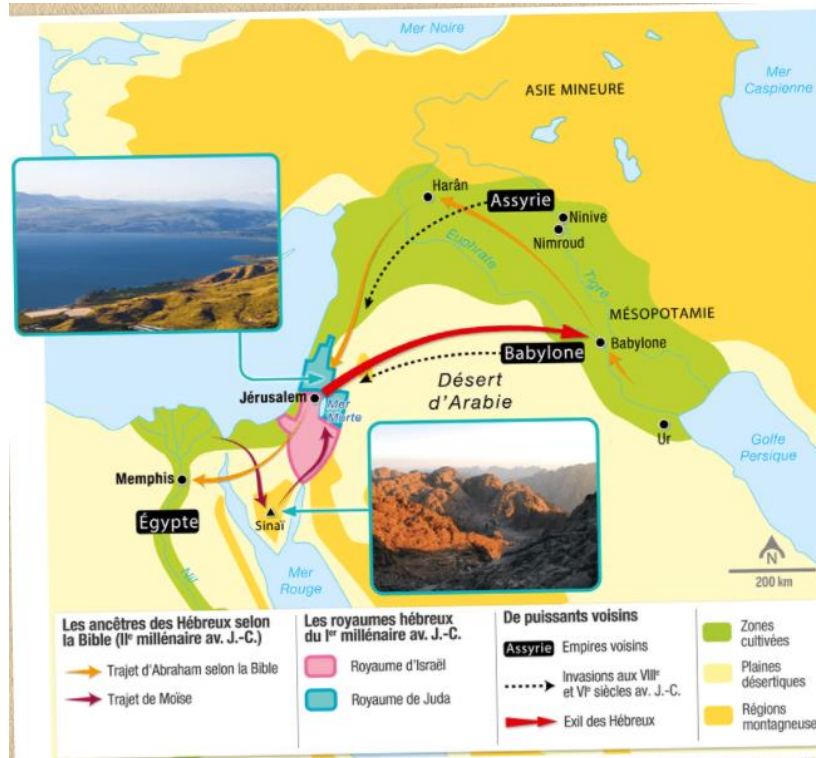 Mer Noire
Mer
Caspienne
ASIE MINEURE
Harân
Assyrie
Ninive
Nimroud
Euphrate
Tigre
MÉSOPOTAMIE
Babylone
Babylone
Désert
d'Arabie
Jérusalem
Mer
Morte
Ur
Golfe
Persique
Memphis
Égypte
Sinaï
Nil
Mer
Rouge
N
200 km
Les ancêtres des Hébreux selon
la Bible (IIe millénaire av. J.-C.)
Trajet d'Abraham selon la Bible
Trajet de Moïse
Les royaumes hébreux
du Ier millénaire av. J.-C.
Royaume d'Israël
Royaume de Juda
De puissants voisins
Assyrie Empires voisins
Invasions aux VIIIe
et VIe siècles av. J.-C.
Exil des Hébreux
Zones
cultivées
Plaines
désertiques
Régions
montagneuse